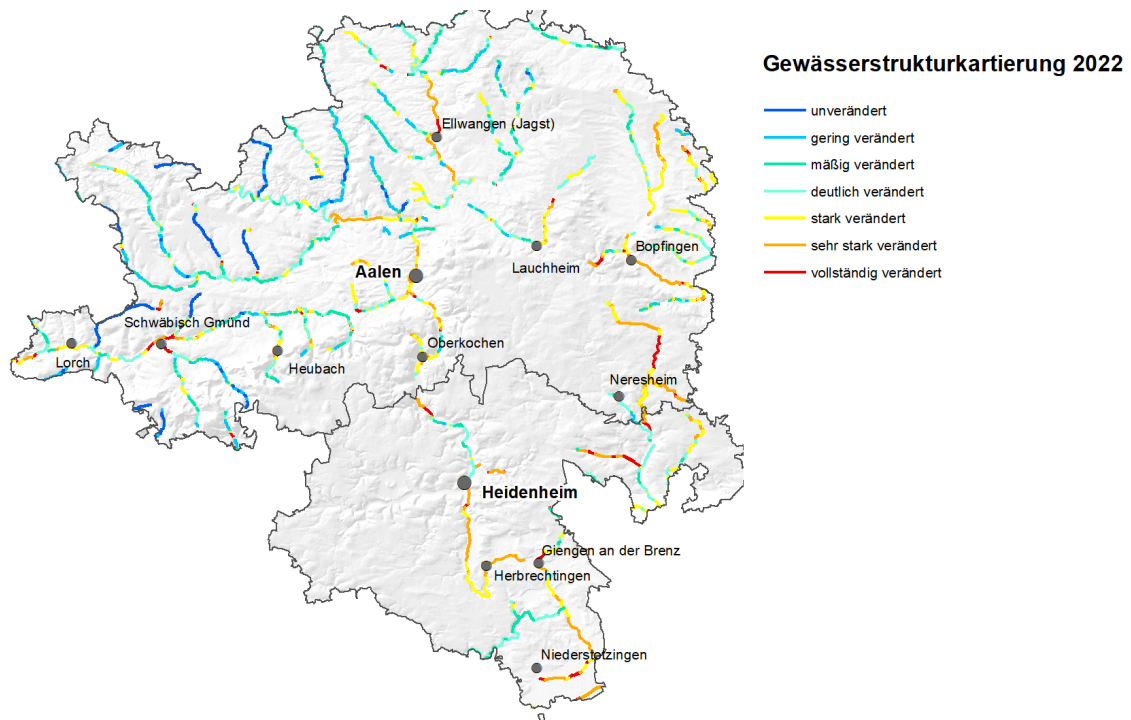 Gewässerstrukturkartierung 2022
unverändert
gering verändert
mäßig verändert
deutlich verändert
stark verändert
sehr stark verändert
vollständig verändert
Ellwangen (Jagst)
Bopfingen
Lauchheim
Aalen
Schwäbisch Gmünd
Oberkochen
Lorch
Heubach
Neresheim
Heidenheim
Giengen an der Brenz
Herbrechtingen
Niederstotzingen